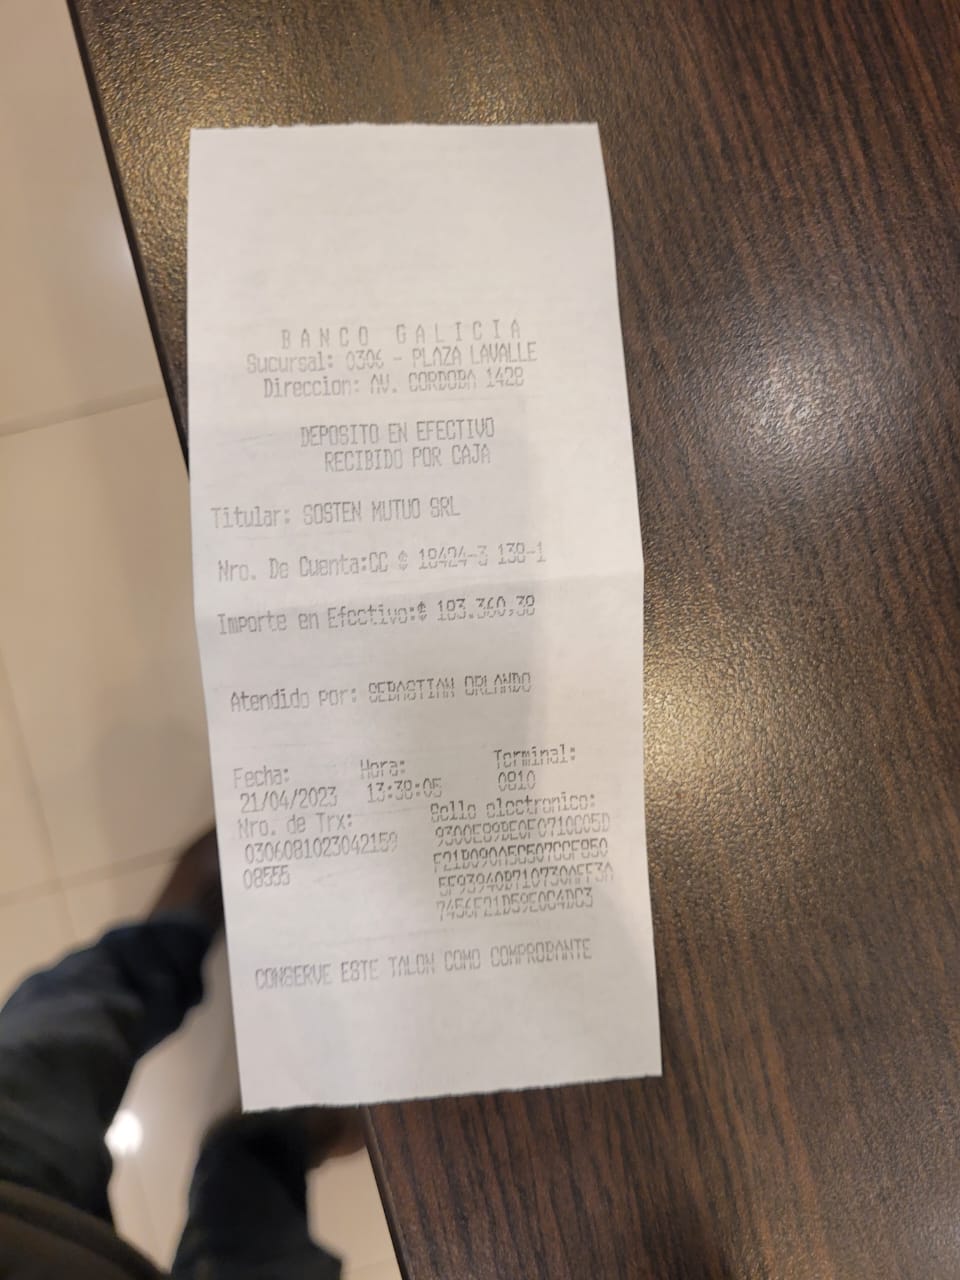 BANCO GALICIA
Sucursal: 0306 - PLAZA LAVALLE
Direccion: AV. CORDOBA 1428
DEPOSITO EN EFECTIVO
RECIBIDO POR CAJA
Titular: SOSTEN MUTUO SRL
Nro. De Cuenta:CC $ 18424-3 138-1
Importe en Efectivo:$ 183.360,38
Atendido por: SEBASTIAN ORLANDO
Fecha: Hora: Terminal:
21/04/2023 13:38:05 0810
Nro. de Trx: Sello electronico:
0306081023042159
08555
CONSERVE ESTE TALON COMO COMPROBANTE